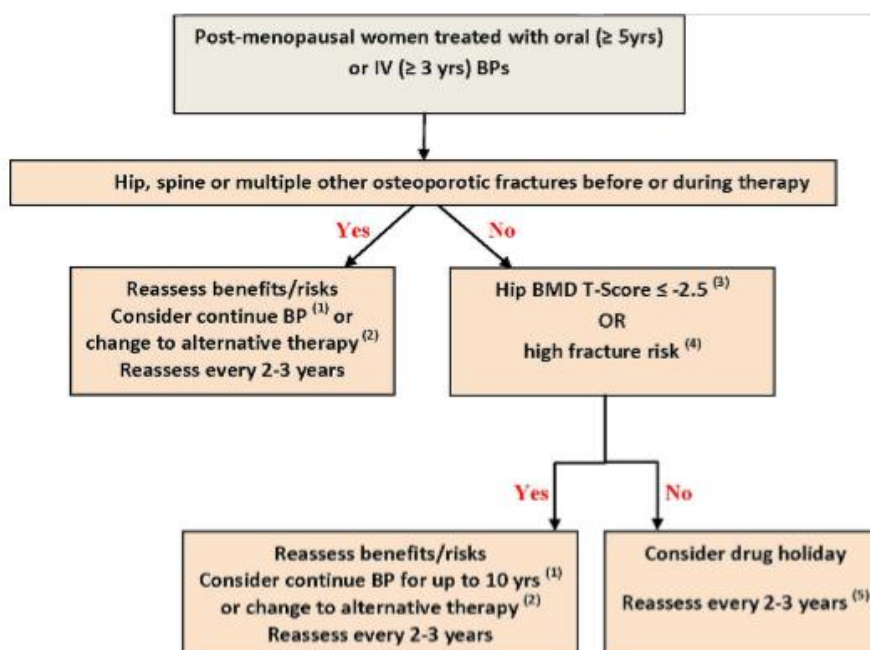 Post-menopausal women treated with oral (≥ 5yrs)
or IV (≥ 3 yrs) BPs
Hip, spine or multiple other osteoporotic fractures before or during therapy
Yes
No
Reassess benefits/risks
Consider continue BP (1) or
change to alternative therapy (2)
Reassess every 2-3 years
Hip BMD T-Score ≤ -2.5 (3)
OR
high fracture risk (4)
Yes
No
Reassess benefits/risks
Consider continue BP for up to 10 yrs (1)
or change to alternative therapy (2)
Reassess every 2-3 years
Consider drug holiday
Reassess every 2-3 years (5)